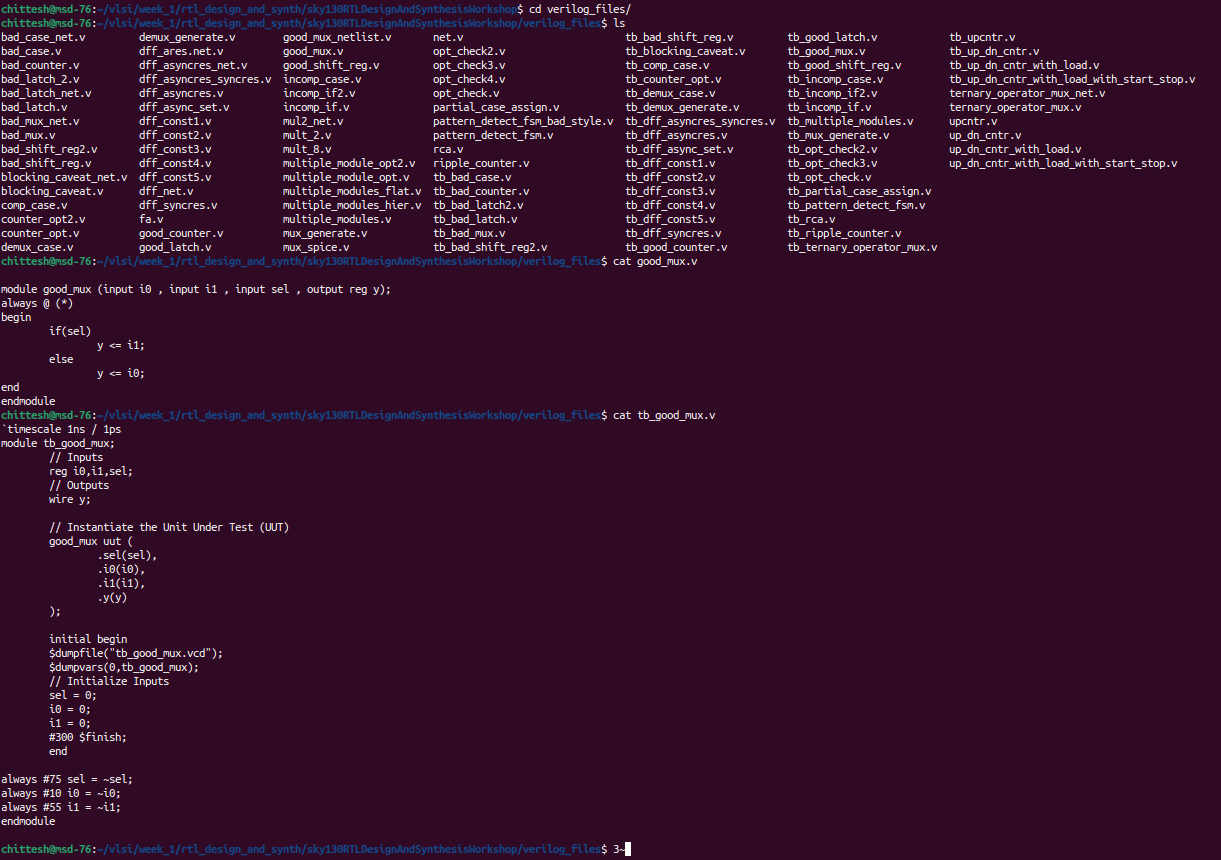 chittesh@msd-76:~/vlsi/week_1/rtl_design_and_synth/sky130RTLDesignAndSynthesisWorkshop$ cd verilog_files/
chittesh@msd-76:~/vlsi/week_1/rtl_design_and_synth/sky130RTLDesignAndSynthesisWorkshop/verilog_files$ ls
bad_case_net.v demux_generate.v good_mux_netlist.v net.v tb_bad_shift_reg.v tb_good_latch.v tb_upcntr.v
bad_case.v dff_ares.net.v good_mux.v opt_check2.v tb_blocking_caveat.v tb_good_mux.v tb_up_dn_cntr.v
bad_counter.v dff_asyncres_net.v good_shift_reg.v opt_check3.v tb_comp_case.v tb_good_shift_reg.v tb_up_dn_cntr_with_load.v
bad_latch_2.v dff_asyncres_syncres.v incomp_case.v opt_check4.v tb_counter_opt.v tb_incomp_case.v tb_up_dn_cntr_with_load_with_start_stop.v
bad_latch_net.v dff_asyncres.v incomp_if2.v opt_check.v tb_demux_case.v tb_incomp_if2.v ternary_operator_mux_net.v
bad_latch.v dff_async_set.v incomp_if.v partial_case_assign.v tb_demux_generate.v tb_incomp_if.v ternary_operator_mux.v
bad_mux_net.v dff_const1.v mul2_net.v pattern_detect_fsm_bad_style.v tb_dff_asyncres_syncres.v tb_multiple_modules.v upcntr.v
bad_mux.v dff_const2.v mult_2.v pattern_detect_fsm.v tb_dff_asyncres.v tb_mux_generate.v up_dn_cntr.v
bad_shift_reg2.v dff_const3.v mult_8.v rca.v tb_dff_async_set.v tb_opt_check2.v up_dn_cntr_with_load.v
bad_shift_reg.v dff_const4.v multiple_module_opt2.v ripple_counter.v tb_dff_const1.v tb_opt_check3.v up_dn_cntr_with_load_with_start_stop.v
blocking_caveat_net.v dff_const5.v multiple_module_opt.v tb_bad_case.v tb_dff_const2.v tb_opt_check.v
blocking_caveat.v dff_net.v multiple_modules_flat.v tb_bad_counter.v tb_dff_const3.v tb_partial_case_assign.v
comp_case.v dff_syncres.v multiple_modules_hier.v tb_bad_latch2.v tb_dff_const4.v tb_pattern_detect_fsm.v
counter_opt2.v fa.v multiple_modules.v tb_bad_latch.v tb_dff_const5.v tb_rca.v
counter_opt.v good_counter.v mux_generate.v tb_bad_mux.v tb_dff_syncres.v tb_ripple_counter.v
demux_case.v good_latch.v mux_spice.v tb_bad_shift_reg2.v tb_good_counter.v tb_ternary_operator_mux.v
chittesh@msd-76:~/vlsi/week_1/rtl_design_and_synth/sky130RTLDesignAndSynthesisWorkshop/verilog_files$ cat good_mux.v
module good_mux (input i0 , input i1 , input sel , output reg y);
always @ (*)
begin
if(sel)
y <= i1;
else
y <= i0;
end
endmodule
chittesh@msd-76:~/vlsi/week_1/rtl_design_and_synth/sky130RTLDesignAndSynthesisWorkshop/verilog_files$ cat tb_good_mux.v
`timescale 1ns / 1ps
module tb_good_mux;
// Inputs
reg i0,i1,sel;
// Outputs
wire y;
// Instantiate the Unit Under Test (UUT)
good_mux uut (
.sel(sel),
.i0(i0),
.i1(i1),
.y(y)
);
initial begin
$dumpfile("tb_good_mux.vcd");
$dumpvars(0,tb_good_mux);
// Initialize Inputs
sel = 0;
i0 = 0;
i1 = 0;
#300 $finish;
end
always #75 sel = ~sel;
always #10 i0 = ~i0;
always #55 i1 = ~i1;
endmodule
chittesh@msd-76:~/vlsi/week_1/rtl_design_and_synth/sky130RTLDesignAndSynthesisWorkshop/verilog_files$ 3~